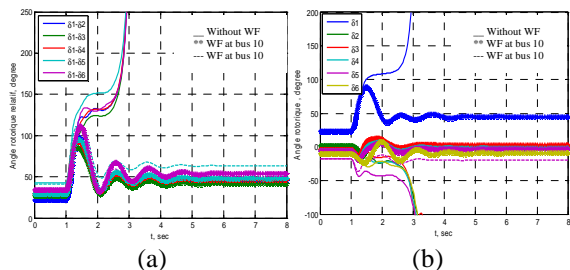 250
200
150
100
50
0
0 1 2 3 4 5 6 7 8
t, sec
Angle rotorique relatif, degree
δ1-δ2
δ1-δ3
δ1-δ4
δ1-δ5
δ1-δ6
Without WF
** WF at bus 10
WF at bus 10
(a)
200
150
100
50
0
-50
-100
0 1 2 3 4 5 6 7 8
t, sec
Angle rotorique , degree
δ1
δ2
δ3
δ4
δ5
δ6
Without WF
** WF at bus 10
---- WF at bus 10
(b)